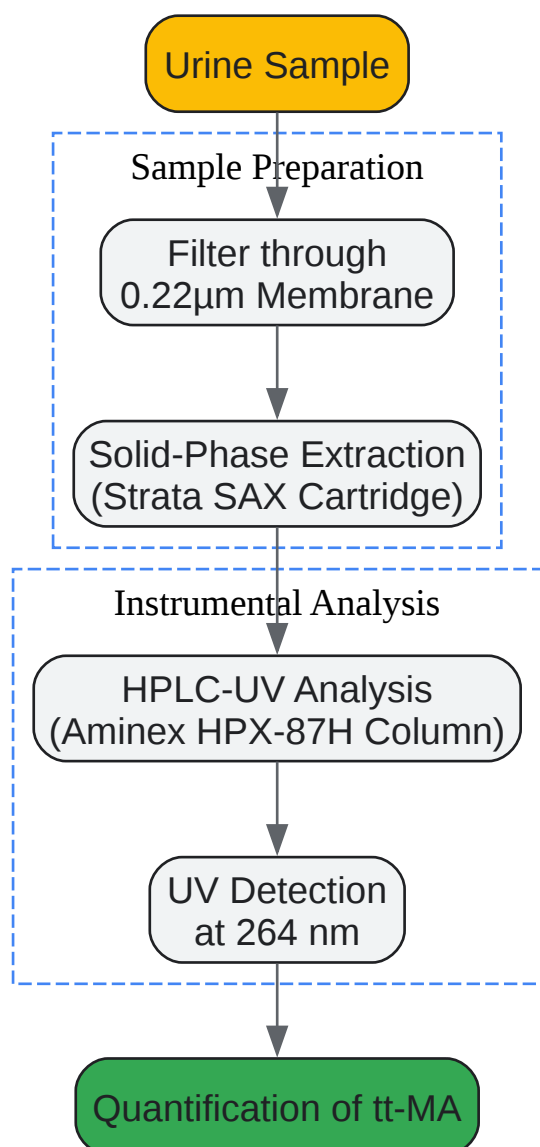 Urine Sample
Sample Preparation
Filter through
0.22µm Membrane
Solid-Phase Extraction
(Strata SAX Cartridge)
Instrumental Analysis
HPLC-UV Analysis
(Aminex HPX-87H Column)
UV Detection
at 264 nm
Quantification of tt-MA